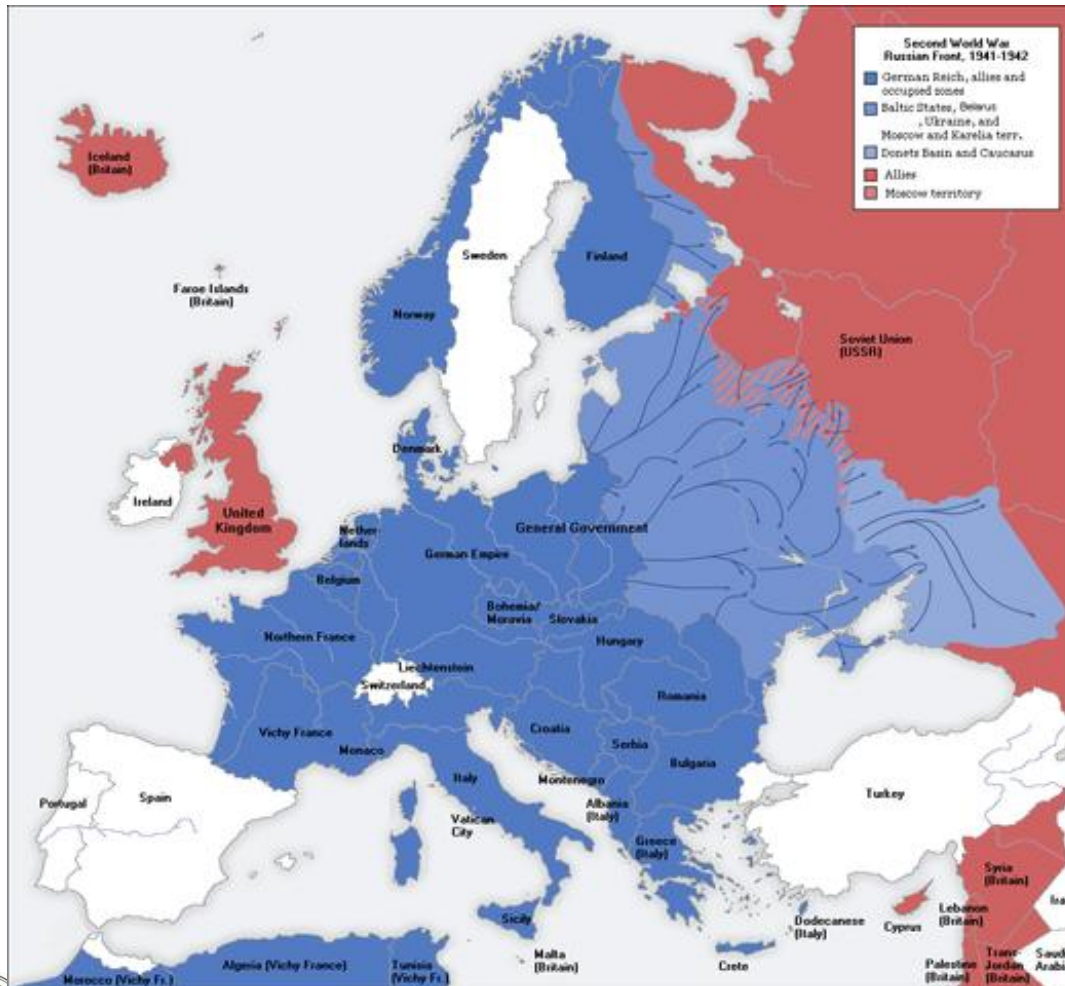 Second World War
Russian Front, 1941-1942
German Reich, allies and
occupied zones
Baltic States, Belarus
, Ukraine, and
Moscow and Karelia terr.
Donets Basin and Caucasus
Allies
Moscow territory
Iceland
(Britain)
Faroe Islands
(Britain)
Sweden
Finland
Norway
Soviet Union
(USSR)
Denmark
Ireland
United
Kingdom
Nether-
lands
General Government
German Empire
Belgium
Bohemia/
Moravia
Slovakia
Northern France
Hungary
Liechtenstein
Switzerland
Romania
Vichy France
Croatia
Monaco
Serbia
Italy
Bulgaria
Montenegro
Portugal
Spain
Turkey
Albania
(Italy)
Vatican
City
Greece
(Italy)
Syria
(Britain)
Sicily
Dodecanese
(Italy)
Cyprus
Lebanon
(Britain)
Malta
(Britain)
Crete
Morocco (Vichy Fr.)
Algeria (Vichy France)
Tunisia
(Vichy Fr.)
Palestine
(Britain)
Trans-
Jordan
(Britain)